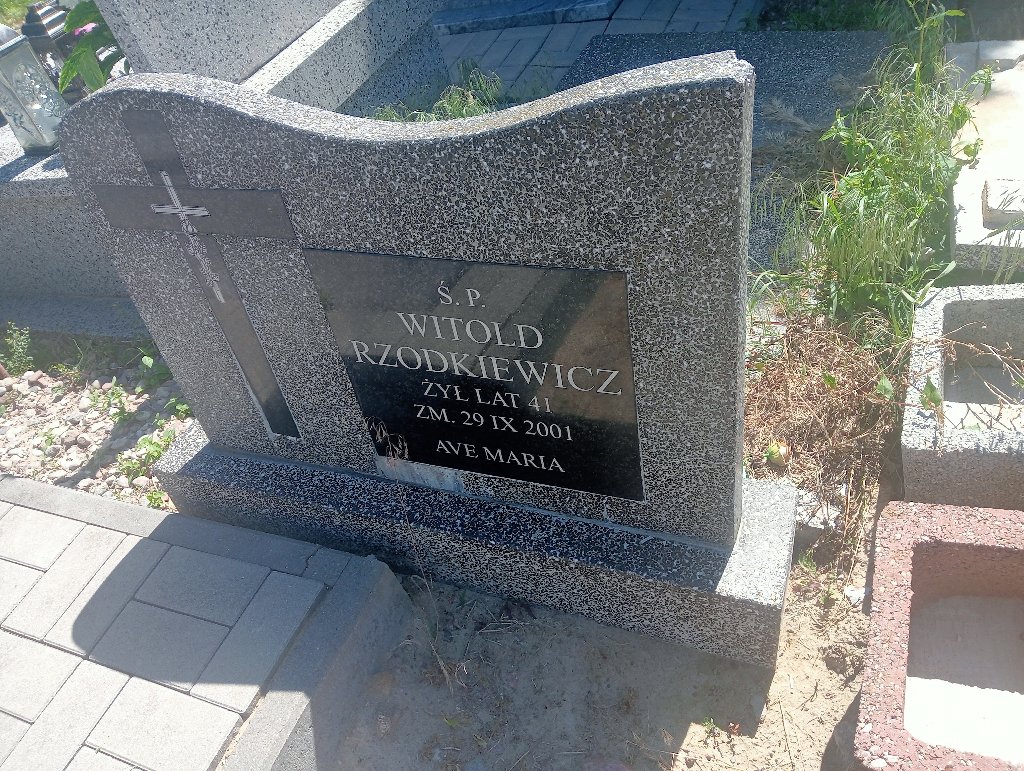 Ś. P.
WITOLD
RZODKIEWICZ
ŻYŁ LAT 41
ZM. 29 IX 2001
AVE MARIA